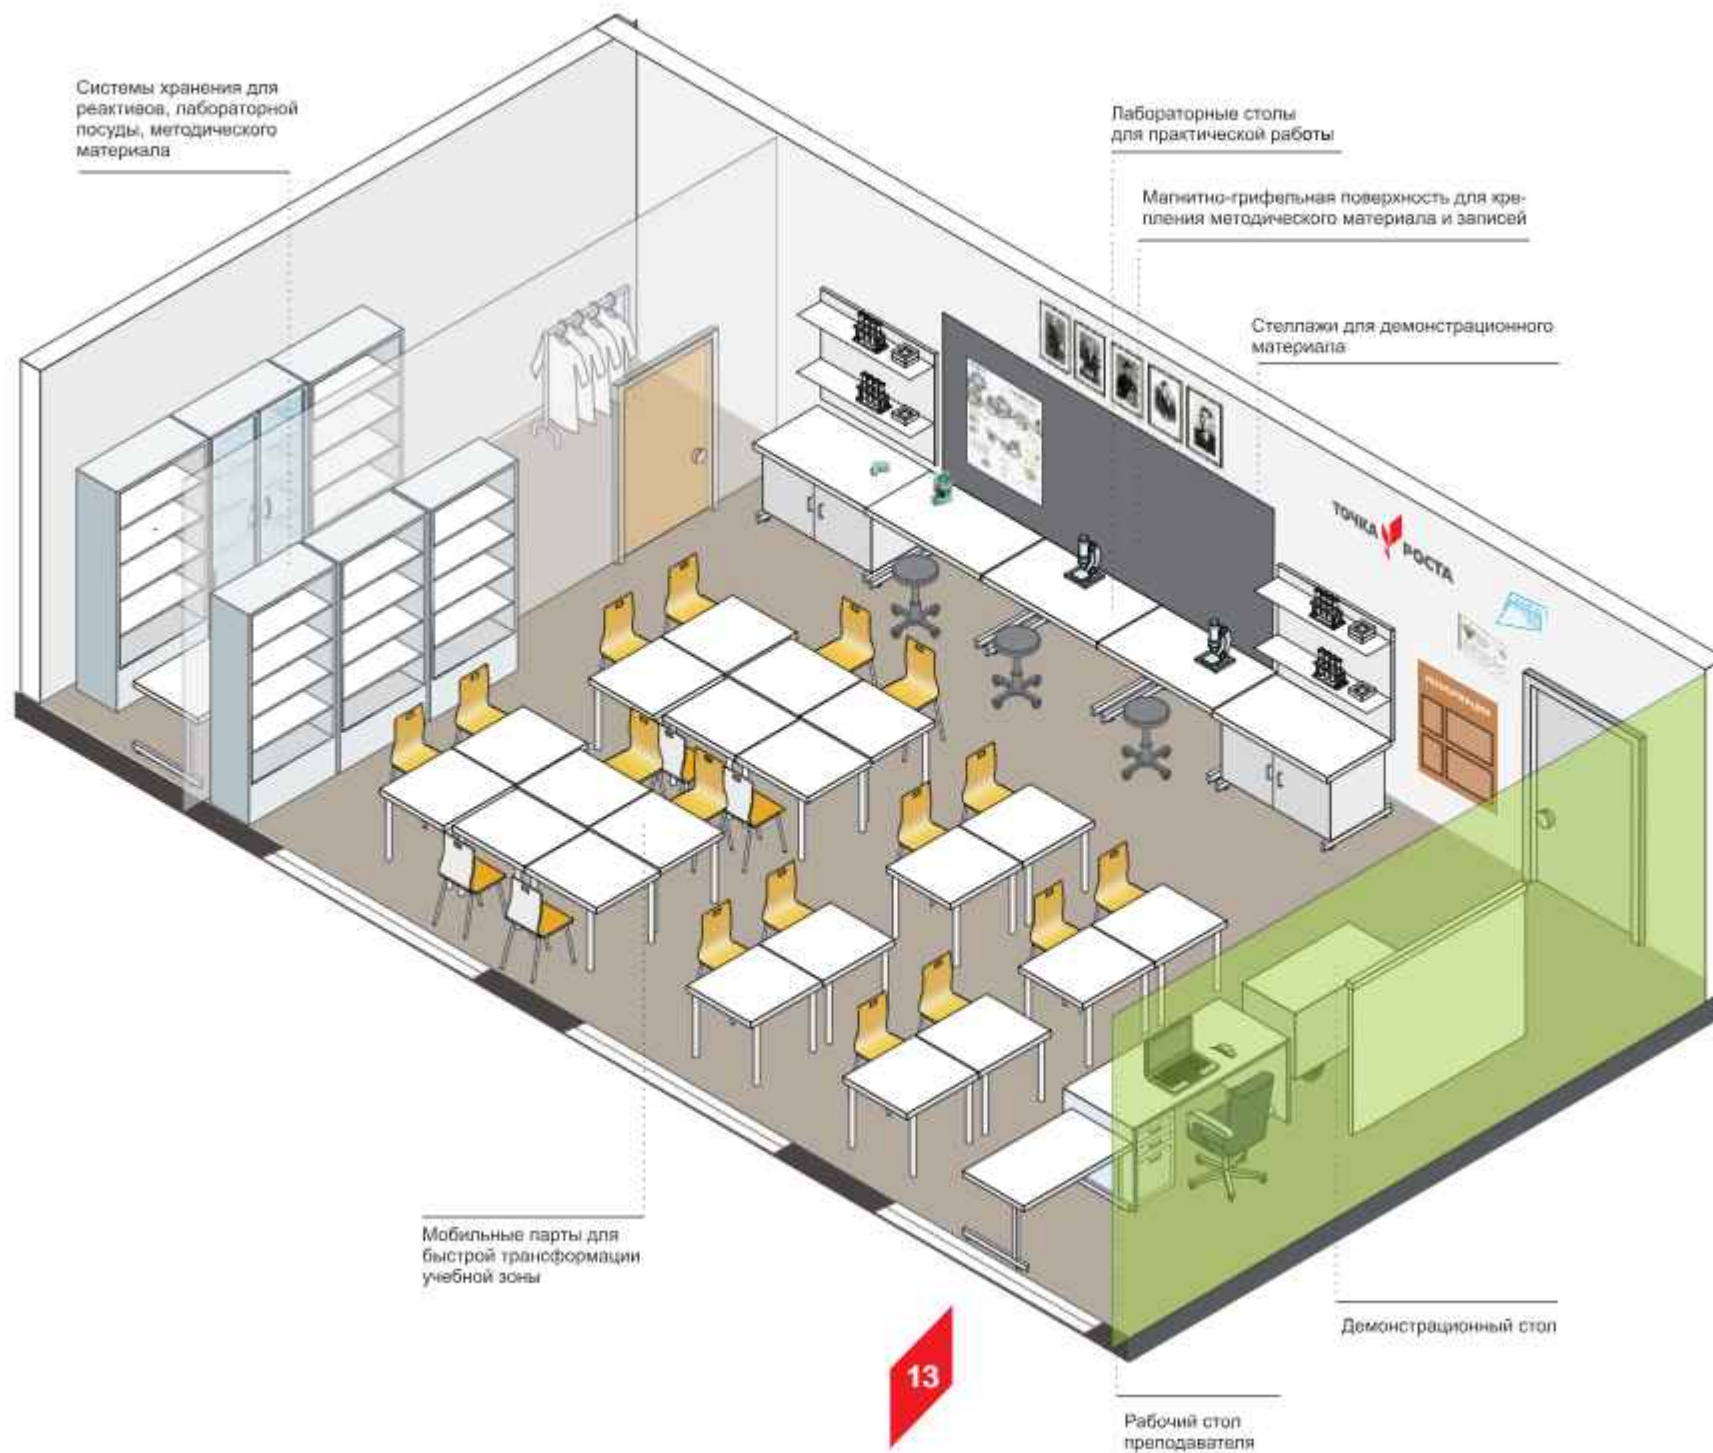 Системы хранения для
реактивов, лабораторной
посуды, методического
материала
Лабораторные столы
для практической работы
Магнитно-грифельная поверхность для кре-
пления методического материала и записей
Стеллажи для демонстрационного
материала
ТОЧКА
РОСТА
Мобильные парты для
быстрой трансформации
учебной зоны
Демонстрационный стол
13
Рабочий стол
преподавателя